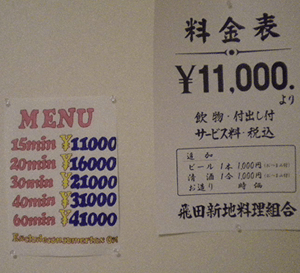 MENU
15min ¥11000
20min ¥16000
30min ¥21000
40min ¥31000
60min ¥41000
料金表
¥11,000.
より
飲物・付出し付
サービス料・税込
追加
ビール 1本 1,000円
清酒 1合 1,000円
お造り 時価
飛田新地料理組合